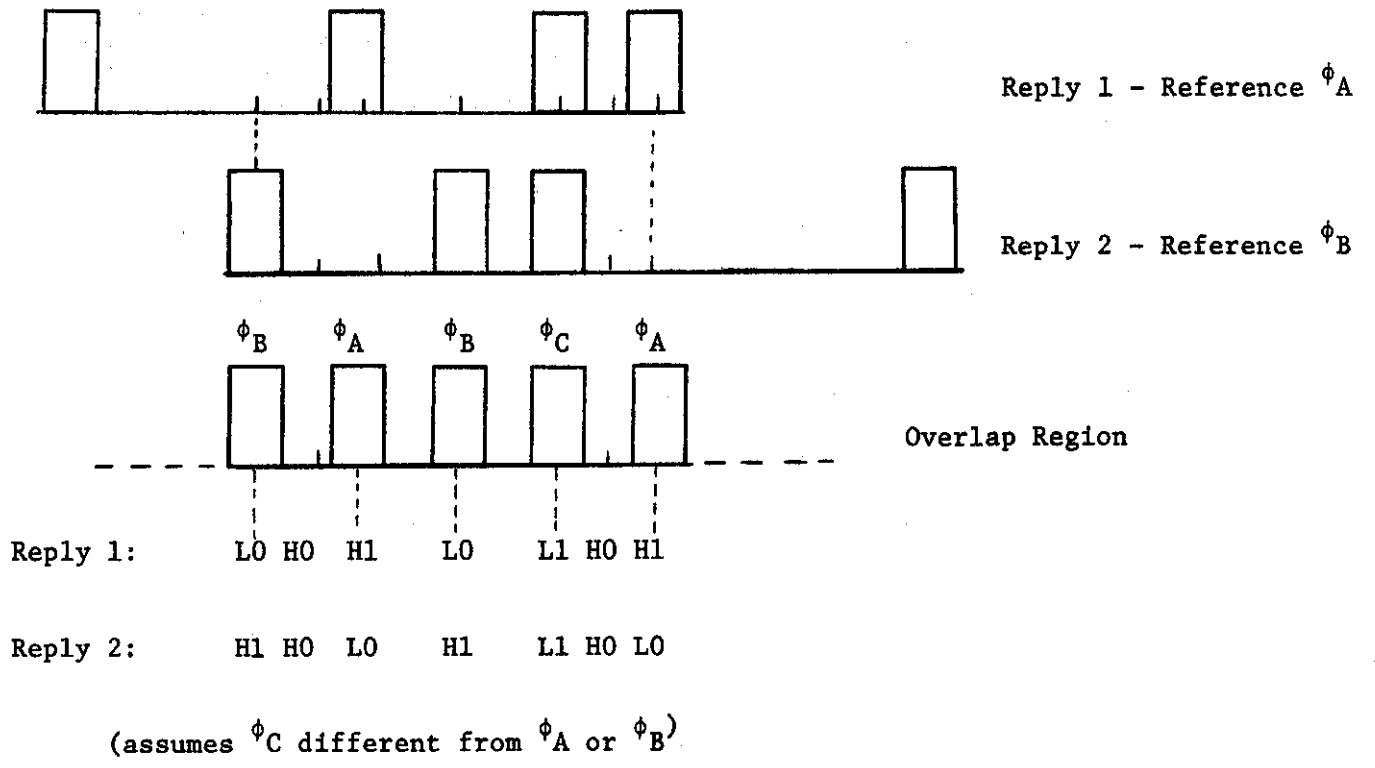 Reply 1 - Reference ϕA
Reply 2 - Reference ϕB
ϕB ϕA ϕB ϕC ϕA
Overlap Region
Reply 1: L0 H0 H1 L0 L1 H0 H1
Reply 2: H1 H0 L0 H1 L1 H0 L0
(assumes ϕC different from ϕA or ϕB)